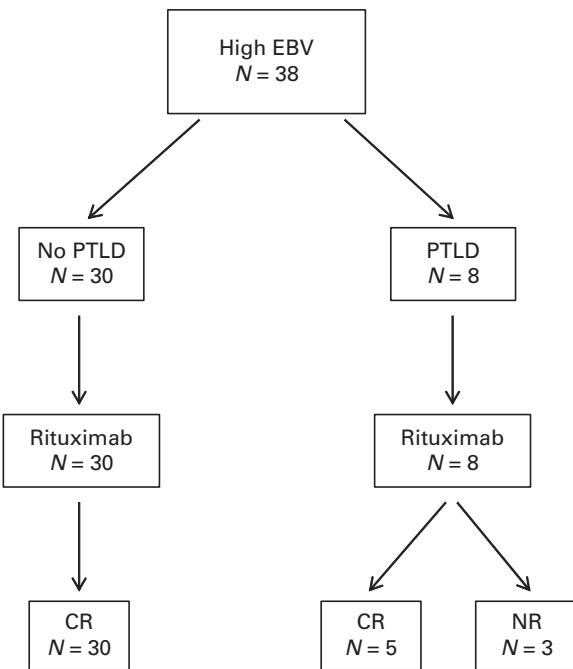 High EBV
N = 38
No PTLD
N = 30
PTLD
N = 8
Rituximab
N = 30
Rituximab
N = 8
CR
N = 30
CR
N = 5
NR
N = 3